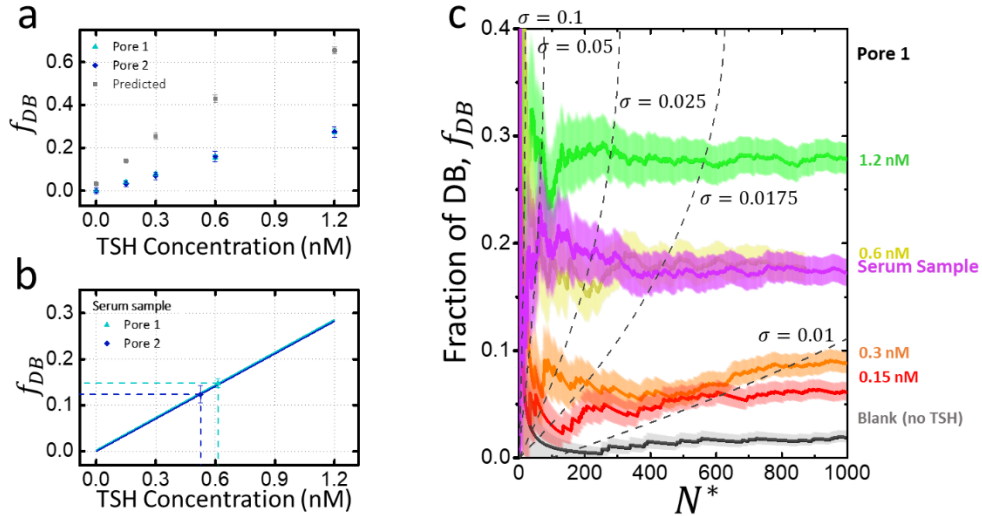 a
Pore 1
Pore 2
Predicted
f_DB
0.6
0.4
0.2
0.0
0.0 0.3 0.6 0.9 1.2
TSH Concentration (nM)
b
Serum sample
Pore 1
Pore 2
f_DB
0.3
0.2
0.1
0.0
0.0 0.3 0.6 0.9 1.2
TSH Concentration (nM)
c
σ = 0.1
σ = 0.05
σ = 0.025
σ = 0.0175
σ = 0.01
Fraction of DB, f_DB
0.4
0.3
0.2
0.1
0.0
0 200 400 600 800 1000
N*
Pore 1
1.2 nM
0.6 nM
Serum Sample
0.3 nM
0.15 nM
Blank (no TSH)